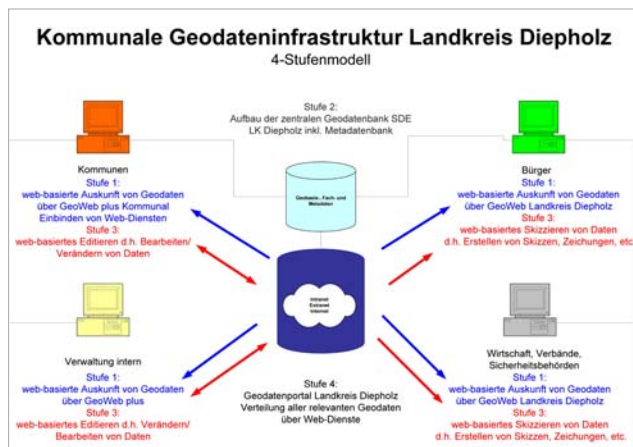 Kommunale Geodateninfrastruktur Landkreis Diepholz
4-Stufenmodell
Stufe 2:
Aufbau der zentralen Geodatenbank SDE
LK Diepholz inkl. Metadatenbank
Kommunen
Stufe 1:
web-basierte Auskunft von Geodaten
über GeoWeb plus Kommunal
Einbinden von Web-Diensten
Stufe 3:
web-basiertes Editieren d.h. Bearbeiten/
Verändern von Daten
Geobasis-, Fach- und
Metadaten
Bürger
Stufe 1:
web-basierte Auskunft von Geodaten
über GeoWeb Landkreis Diepholz
Stufe 3:
web-basiertes Skizzieren von Daten
d.h. Erstellen von Skizzen, Zeichungen, etc.
Intranet
Extranet
Internet
Verwaltung intern
Stufe 1:
web-basierte Auskunft von Geodaten
über GeoWeb plus
Stufe 3:
web-basiertes Editieren d.h. Verändern/
Bearbeiten von Daten
Stufe 4:
Geodatenportal Landkreis Diepholz
Verteilung aller relevanten Geodaten
über Web-Dienste
Wirtschaft, Verbände,
Sicherheitsbehörden
Stufe 1:
web-basierte Auskunft von Geodaten
über GeoWeb Landkreis Diepholz
Stufe 3:
web-basiertes Skizzieren von Daten
d.h. Erstellen von Skizzen, Zeichungen, etc.